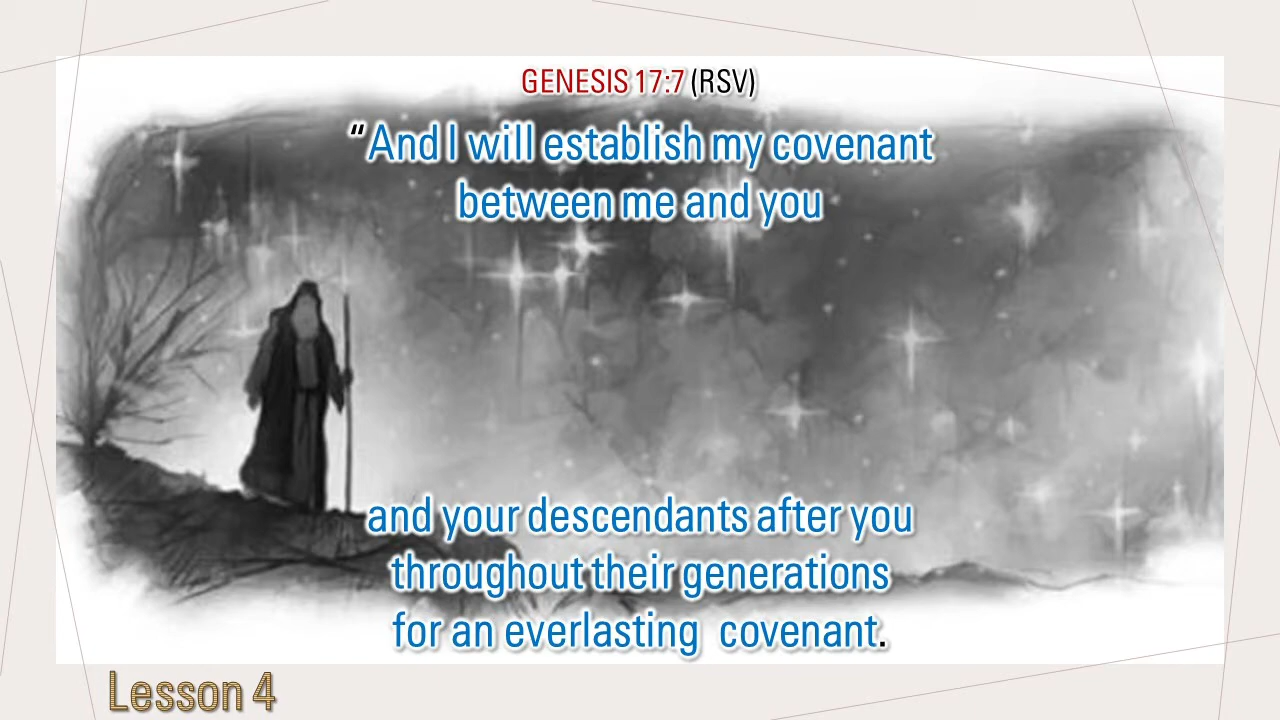 GENESIS 17:7 (RSV)
“And I will establish my covenant
between me and you
and your descendants after you
throughout their generations
for an everlasting covenant.
Lesson 4